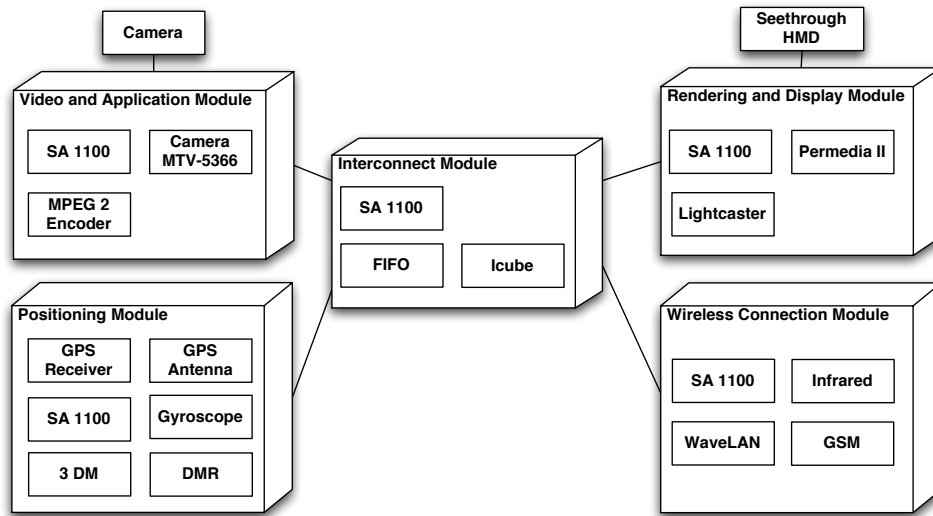 Camera
Video and Application Module
SA 1100
Camera
MTV-5366
MPEG 2
Encoder
Positioning Module
GPS
Receiver
GPS
Antenna
SA 1100
Gyroscope
3 DM
DMR
Interconnect Module
SA 1100
FIFO
Icube
Seethrough
HMD
Rendering and Display Module
SA 1100
Permedia II
Lightcaster
Wireless Connection Module
SA 1100
Infrared
WaveLAN
GSM